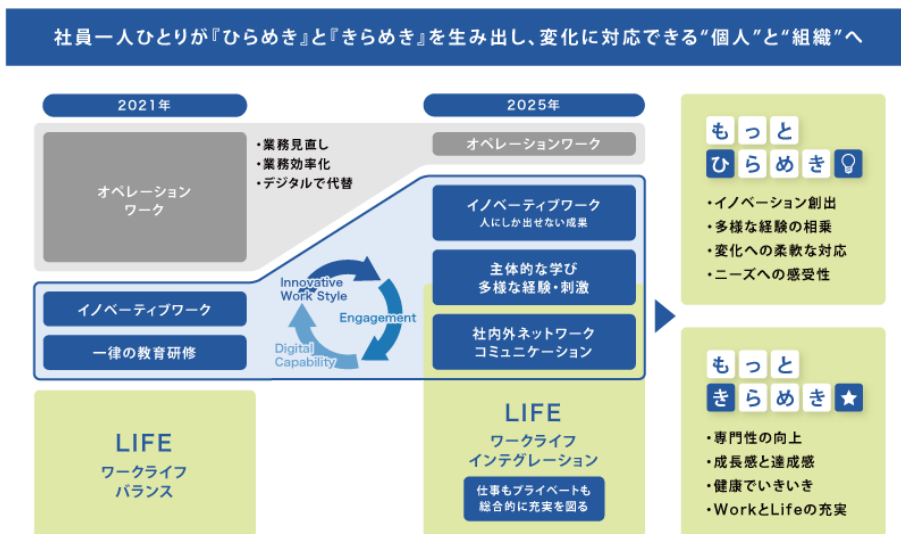 社員一人ひとりが『ひらめき』と『きらめき』を生み出し、変化に対応できる“個人”と“組織”へ
2021年
オペレーション
ワーク
・業務見直し
・業務効率化
・デジタルで代替
イノベーティブワーク
一律の教育研修
LIFE
ワークライフ
バランス
Innovative
Work Style
Engagement
Digital
Capability
2025年
オペレーションワーク
イノベーティブワーク
人にしか出せない成果
主体的な学び
多様な経験・刺激
社内外ネットワーク
コミュニケーション
LIFE
ワークライフ
インテグレーション
仕事もプライベートも
総合的に充実を図る
もっと
ひらめき
・イノベーション創出
・多様な経験の相乗
・変化への柔軟な対応
・ニーズへの感受性
もっと
きらめき
・専門性の向上
・成長感と達成感
・健康でいきいき
・WorkとLifeの充実